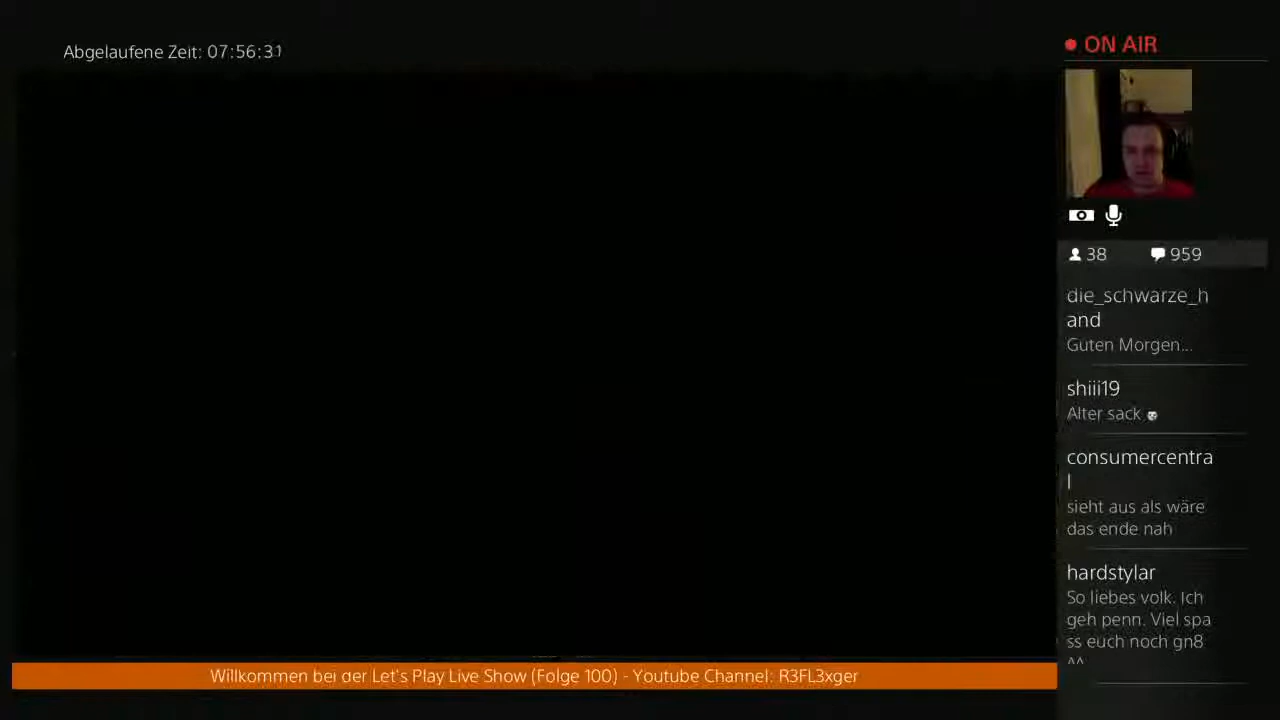 Abgelaufene Zeit: 07:56:31
ON AIR
38 959
die_schwarze_h
and
Guten Morgen...
shiii19
Alter sack
consumercentra
l
sieht aus als wäre
das ende nah
hardstylar
So liebes volk. Ich
geh penn. Viel spa
ss euch noch gn8
^^
Willkommen bei der Let's Play Live Show (Folge 100) - Youtube Channel: R3FL3xger